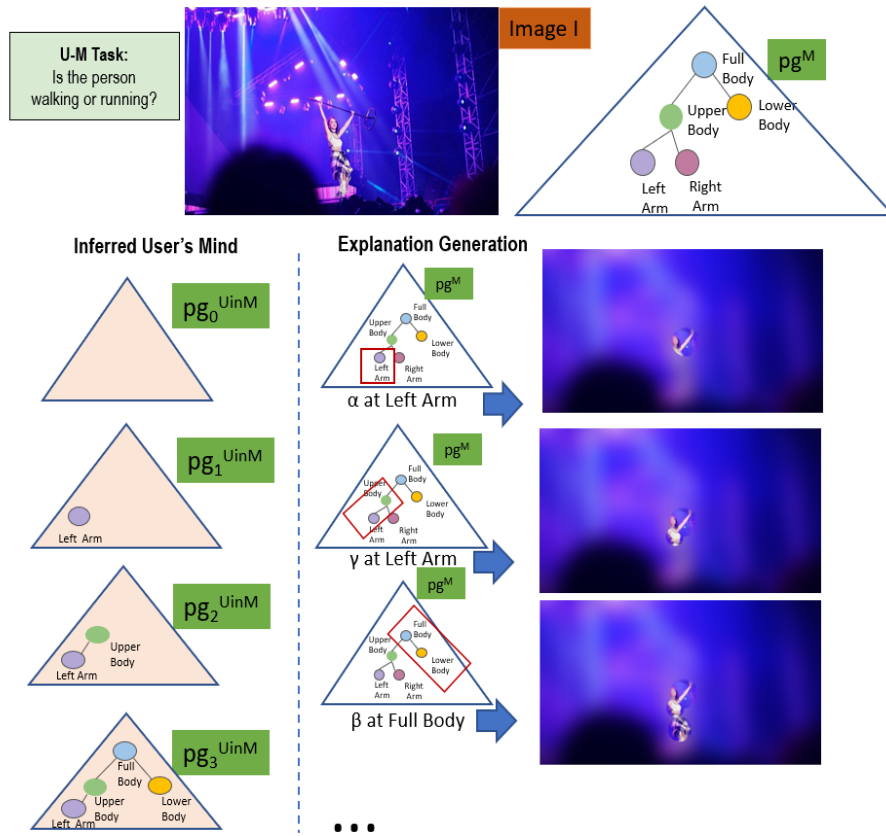 U-M Task:
Is the person
walking or running?
Image I
pg^M
Full
Body
Upper
Body
Lower
Body
Left
Arm
Right
Arm
Inferred User's Mind
Explanation Generation
pg₀^UinM
pg^M
Full
Body
Upper
Body
Lower
Body
Left
Arm
Right
Arm
α at Left Arm
pg₁^UinM
Left Arm
pg^M
Full
Body
Upper
Body
Lower
Body
Left
Arm
Right
Arm
γ at Left Arm
pg₂^UinM
Upper
Body
Left Arm
pg^M
Full
Body
Upper
Body
Lower
Body
Left
Arm
Right
Arm
β at Full Body
pg₃^UinM
Full
Body
Upper
Body
Lower
Body
Left Arm
...